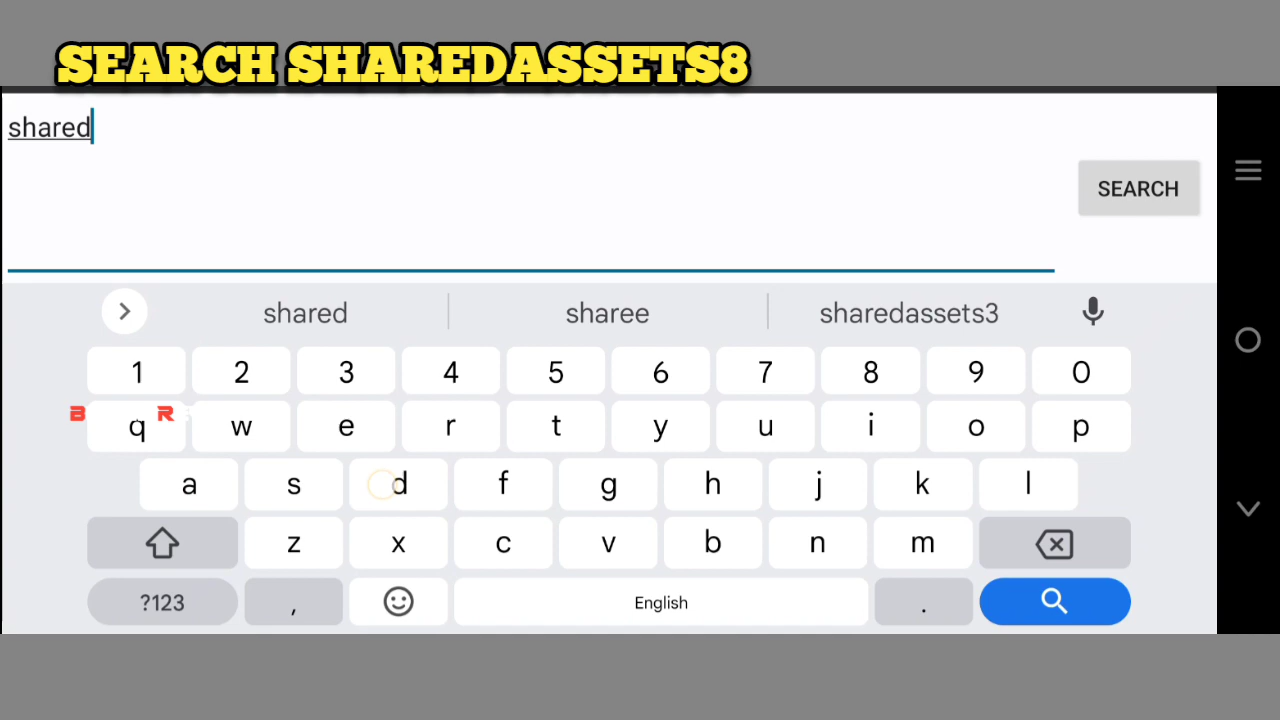 SEARCH SHAREDASSETS8
shared
SEARCH
shared sharee sharedassets3
1 2 3 4 5 6 7 8 9 0
B R
q w e r t y u i o p
a s d f g h j k l
z x c v b n m
?123 , English .